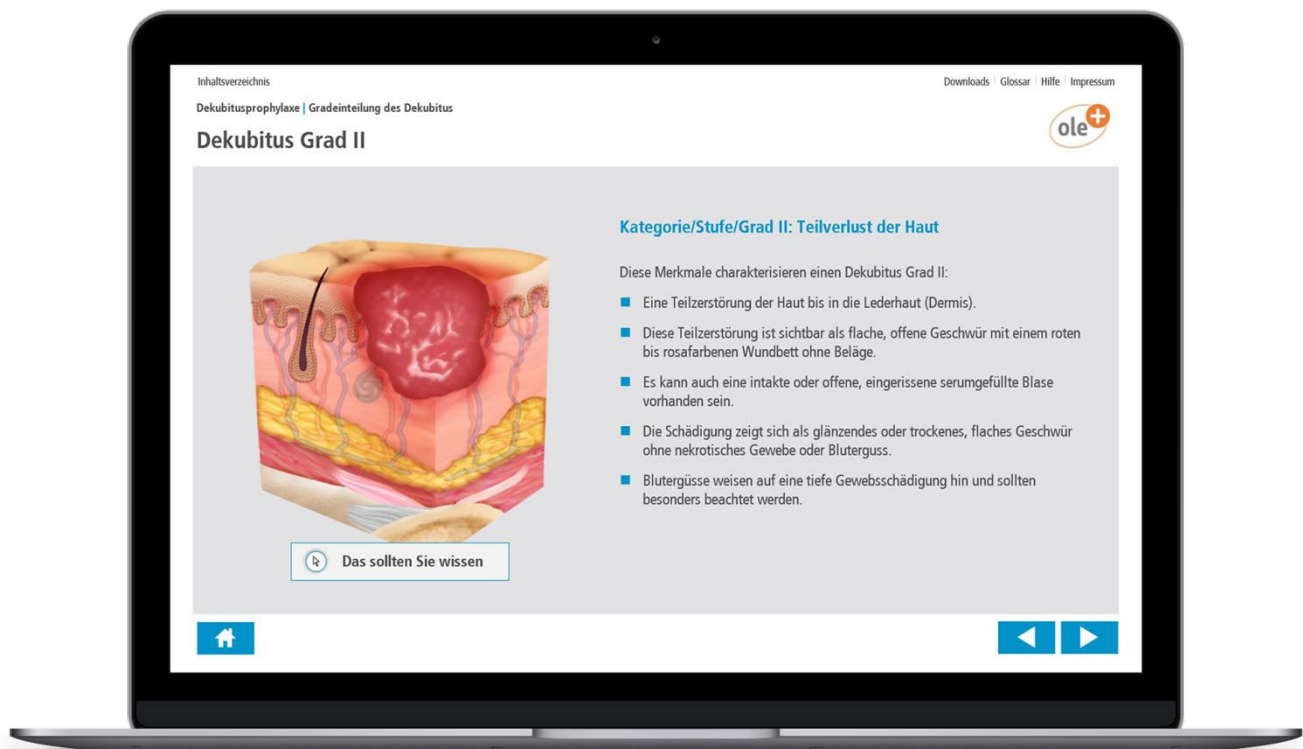 Inhaltsverzeichnis
Downloads Glossar Hilfe Impressum
Dekubitusprophylaxe | Gradeinteilung des Dekubitus
Dekubitus Grad II
ole+
Kategorie/Stufe/Grad II: Teilverlust der Haut
Diese Merkmale charakterisieren einen Dekubitus Grad II:
Eine Teilzerstörung der Haut bis in die Lederhaut (Dermis).
Diese Teilzerstörung ist sichtbar als flache, offene Geschwür mit einem roten
bis rosafarbenen Wundbett ohne Beläge.
Es kann auch eine intakte oder offene, eingerissene serumgefüllte Blase
vorhanden sein.
Die Schädigung zeigt sich als glänzendes oder trockenes, flaches Geschwür
ohne nekrotisches Gewebe oder Bluterguss.
Blutergüsse weisen auf eine tiefe Gewebsschädigung hin und sollten
besonders beachtet werden.
Das sollten Sie wissen